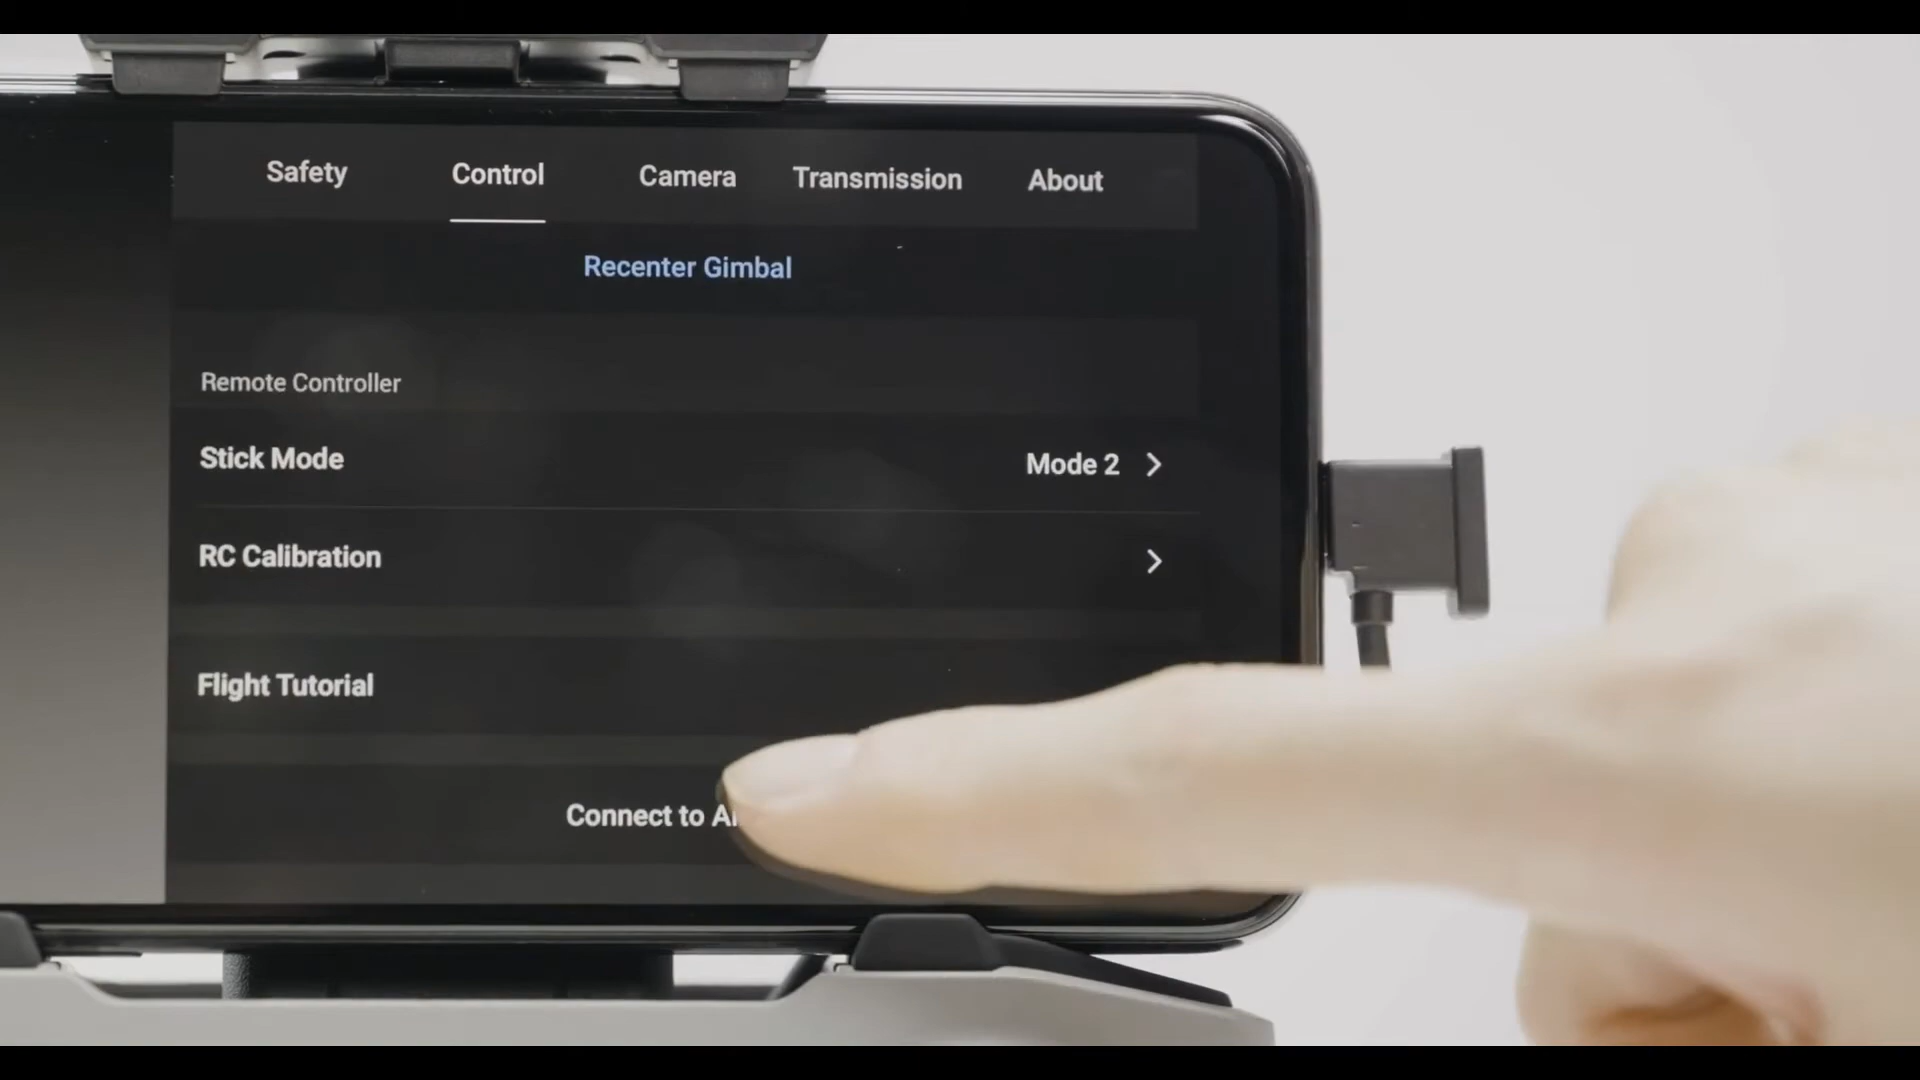 Safety Control Camera Transmission About
Recenter Gimbal
Remote Controller
Stick Mode Mode 2
RC Calibration
Flight Tutorial
Connect to